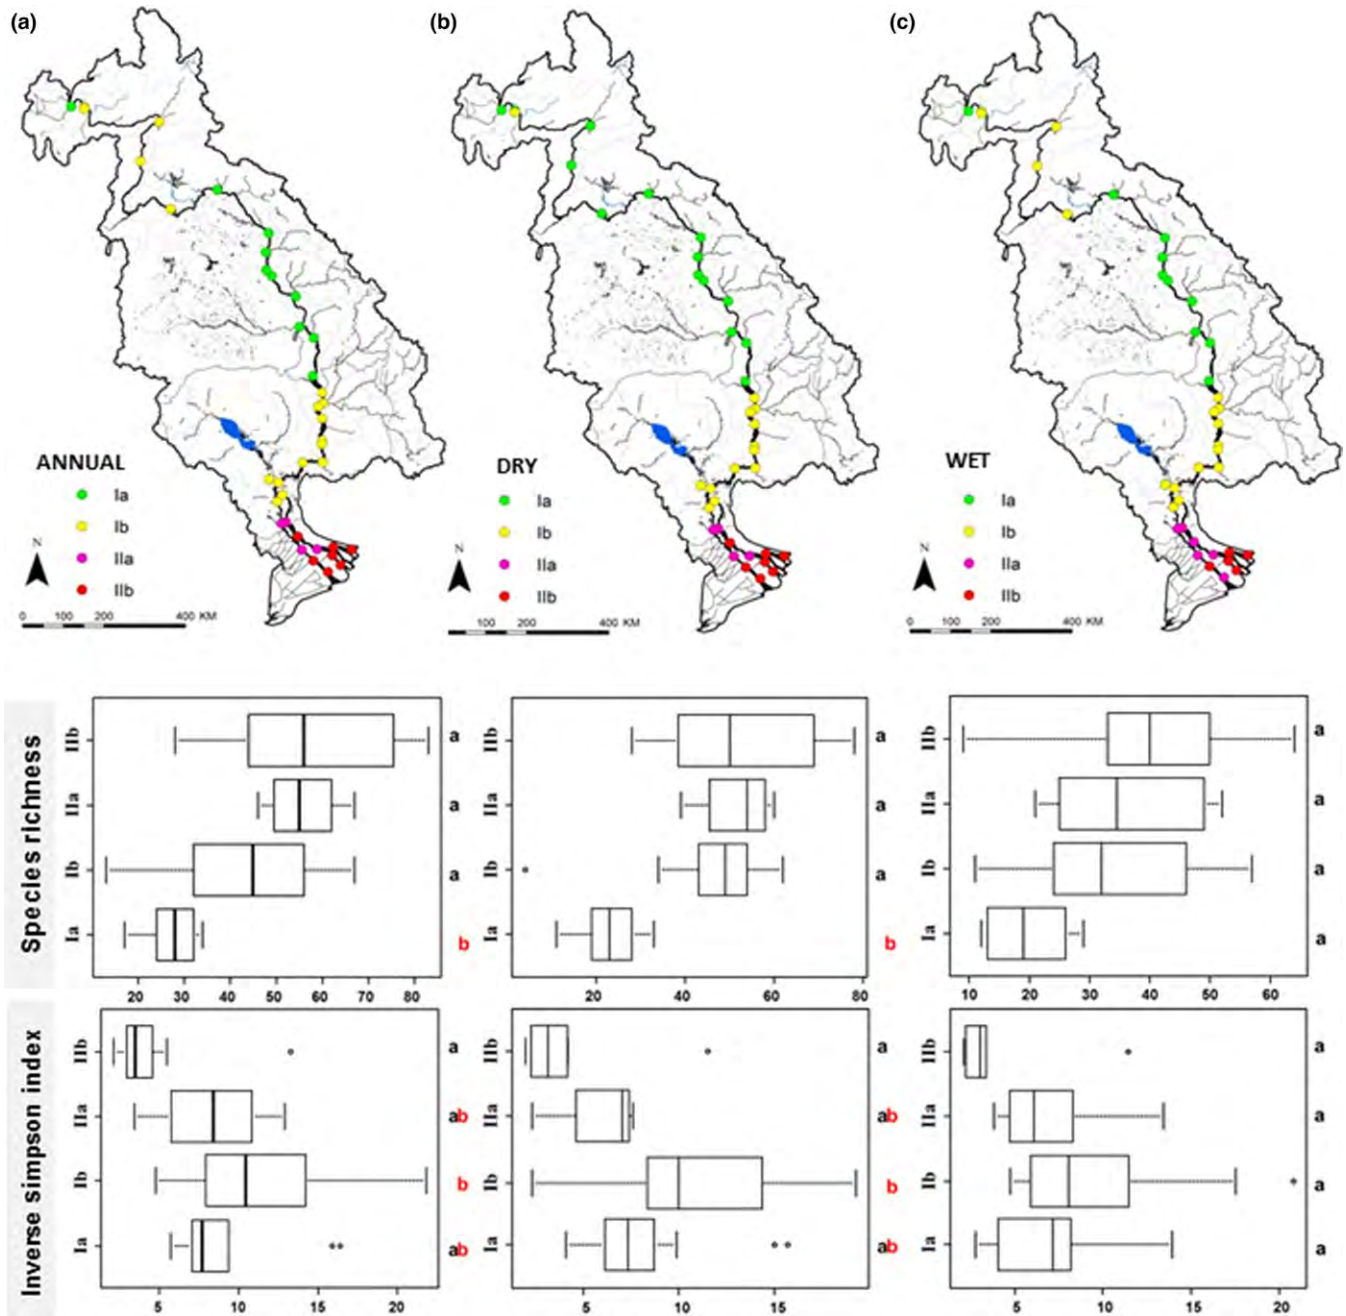 (a) (b) (c)
ANNUAL
Ia
Ib
IIa
IIb
N
0 100 200 400 KM
DRY
Ia
Ib
IIa
IIb
N
100 200 400 KM
WET
Ia
Ib
IIa
IIb
N
0 100 200 400 KM
Species richness
IIb a
IIa a
Ib a
Ia b
20 30 40 50 60 70 80
IIb a
IIa a
Ib a
Ia b
20 40 60 80
IIb a
IIa a
Ib a
Ia a
10 20 30 40 50 60
Inverse simpson index
IIb a
IIa ab
IIb b
Ia ab
5 10 15 20
IIb a
IIa ab
IIb b
Ia ab
5 10 15
IIb a
IIa a
IIb a
Ia a
5 10 15 20